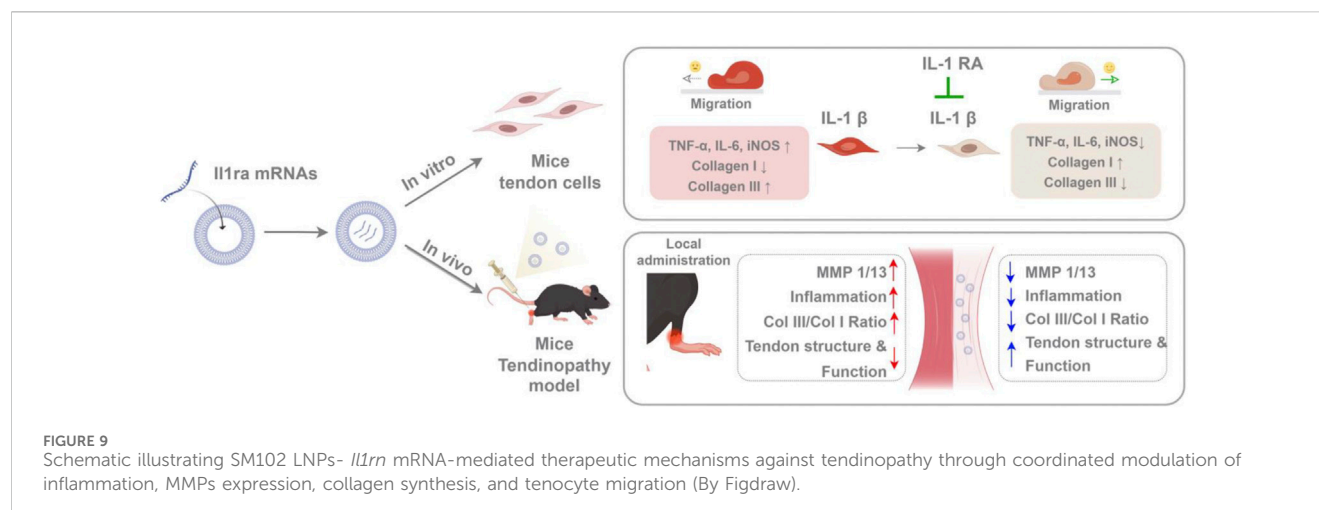 Il1ra mRNAs
In vitro
In vivo
Mice
tendon cells
Mice
Tendinopathy
model
Migration
IL-1 β
IL-1 RA
IL-1 β
Migration
TNF-α, IL-6, iNOS ↑
Collagen I ↓
Collagen III ↑
TNF-α, IL-6, iNOS↓
Collagen I ↑
Collagen III ↓
Local
administration
MMP 1/13
Inflammation
Col III/Col I Ratio
Tendon structure &
Function
MMP 1/13
Inflammation
Col III/Col I Ratio
Tendon structure &
Function
FIGURE 9
Schematic illustrating SM102 LNPs- Il1rn mRNA-mediated therapeutic mechanisms against tendinopathy through coordinated modulation of
inflammation, MMPs expression, collagen synthesis, and tenocyte migration (By Figdraw).